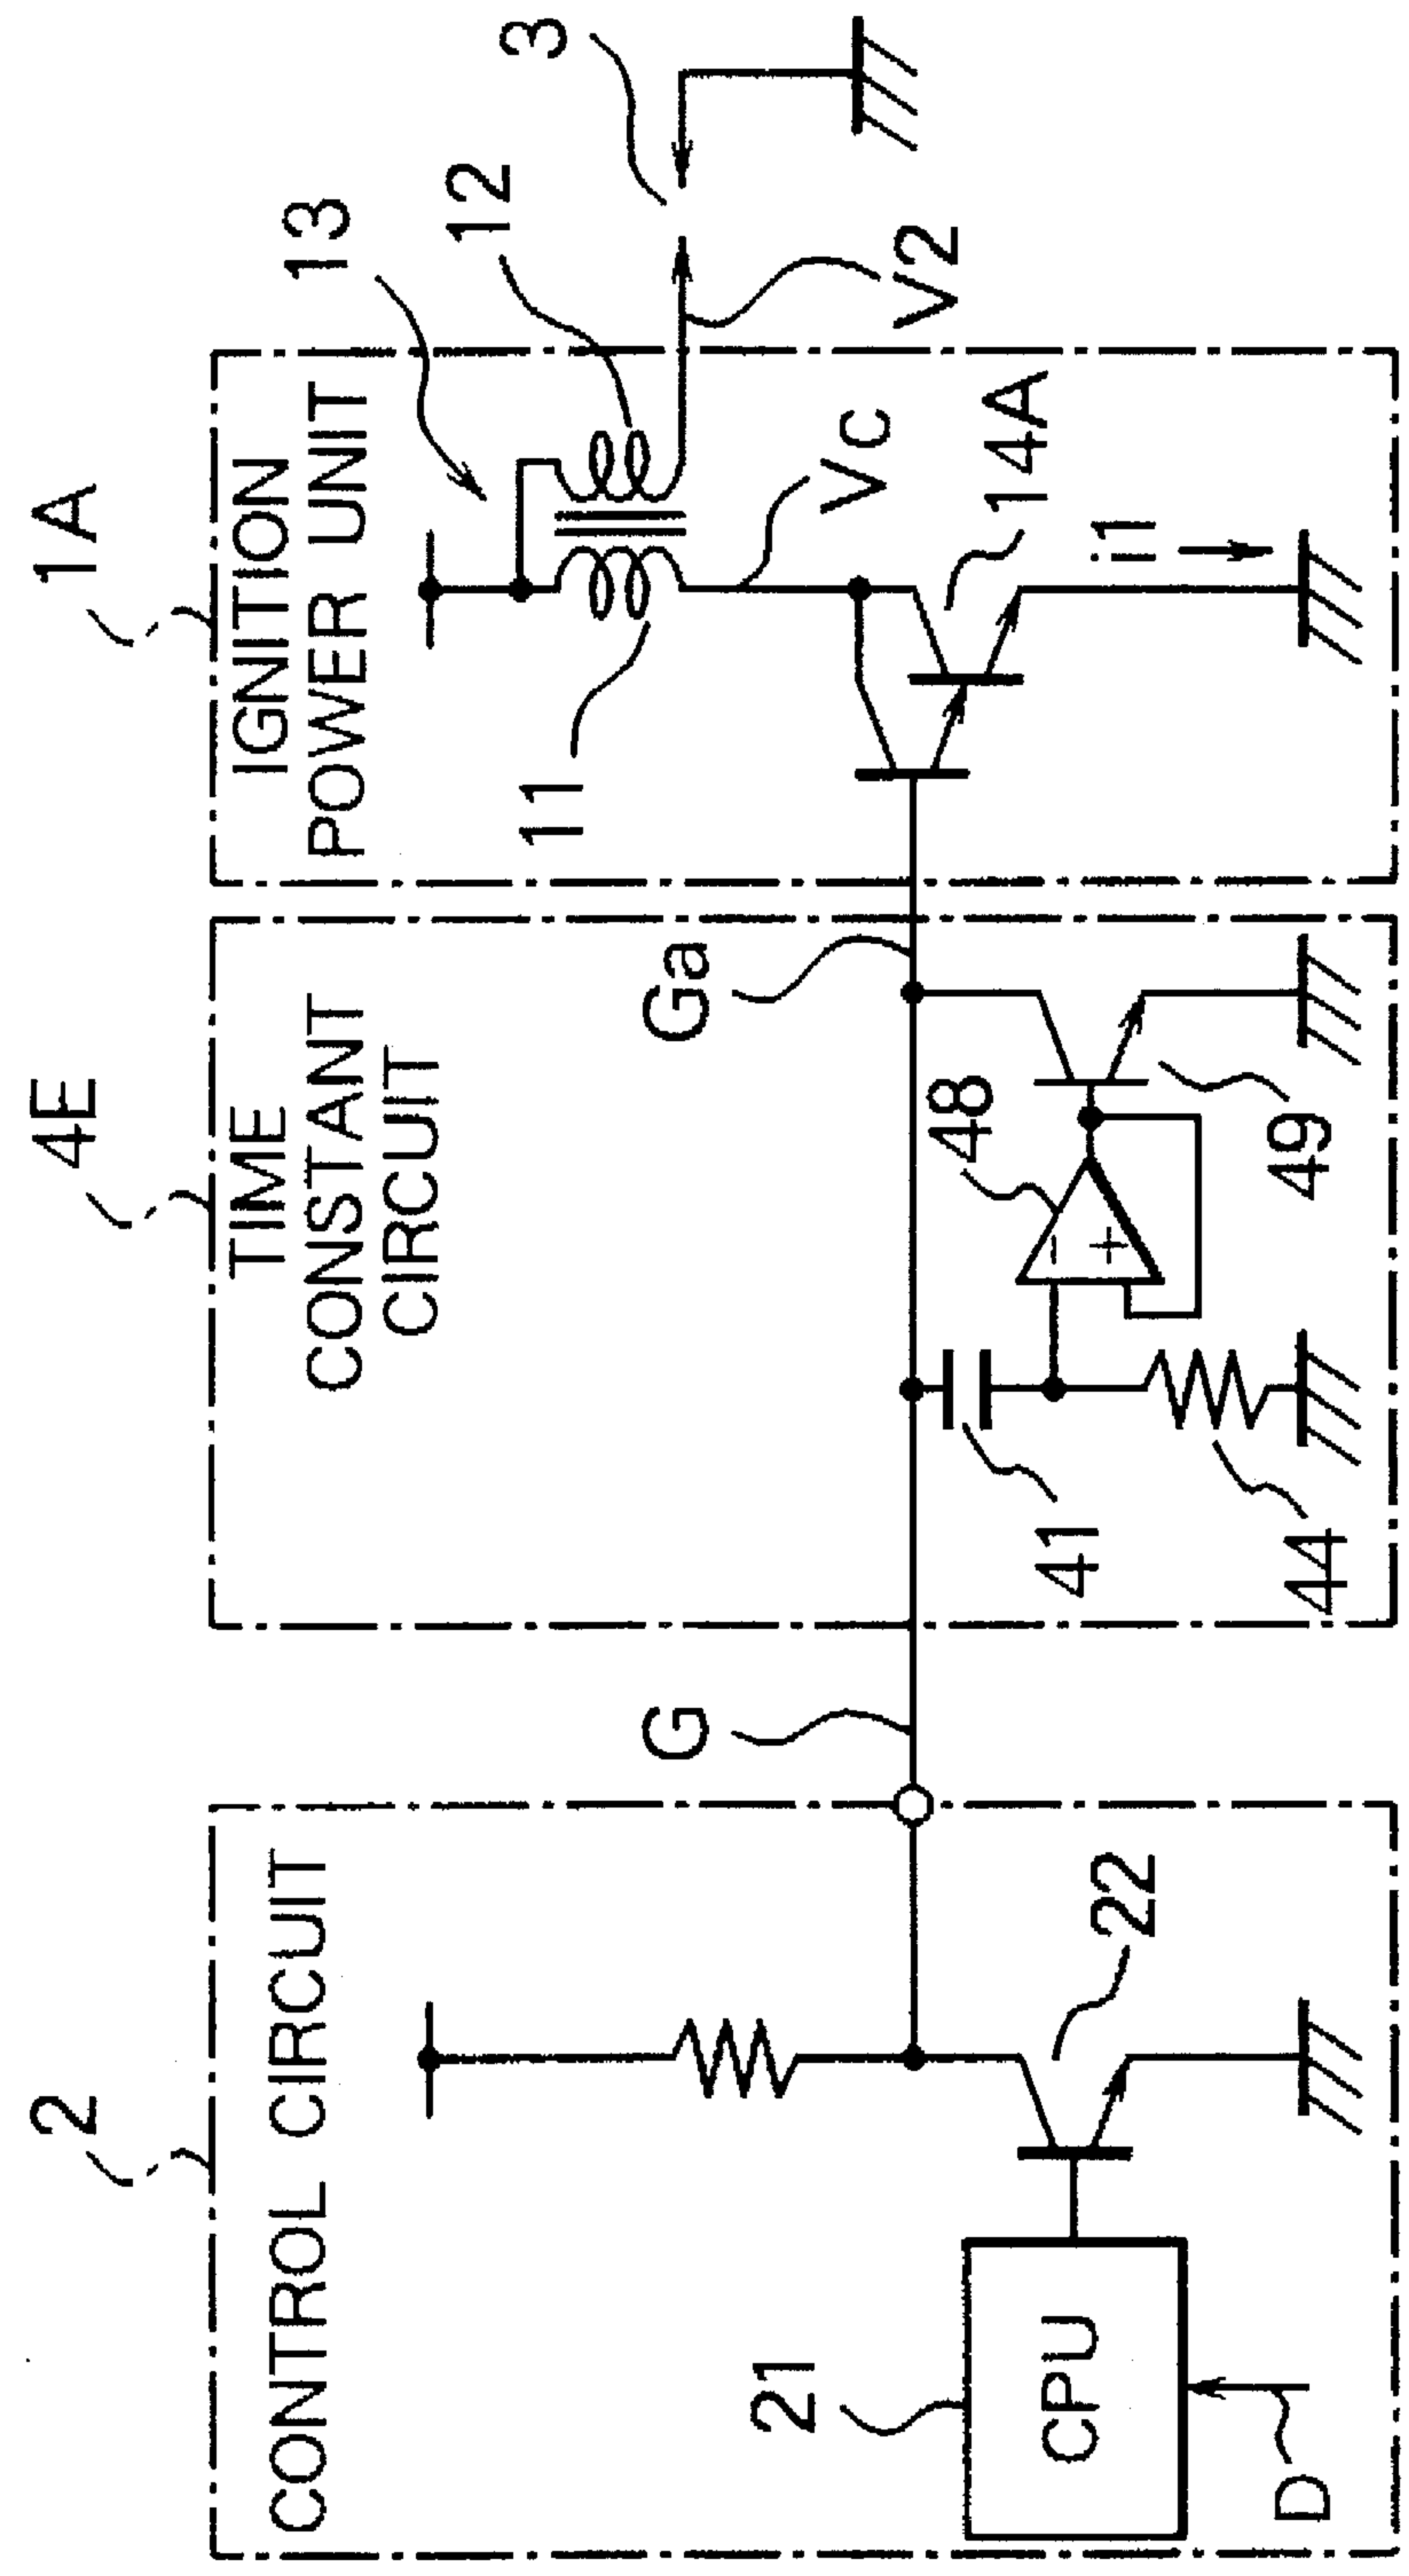 2
4E
1A
CONTROL CIRCUIT
TIME
CONSTANT
CIRCUIT
IGNITION
POWER UNIT
13
12
3
11
G
Ga
V2
Vc
14A
i1
21
CPU
D
22
41
44
48
-
+
49